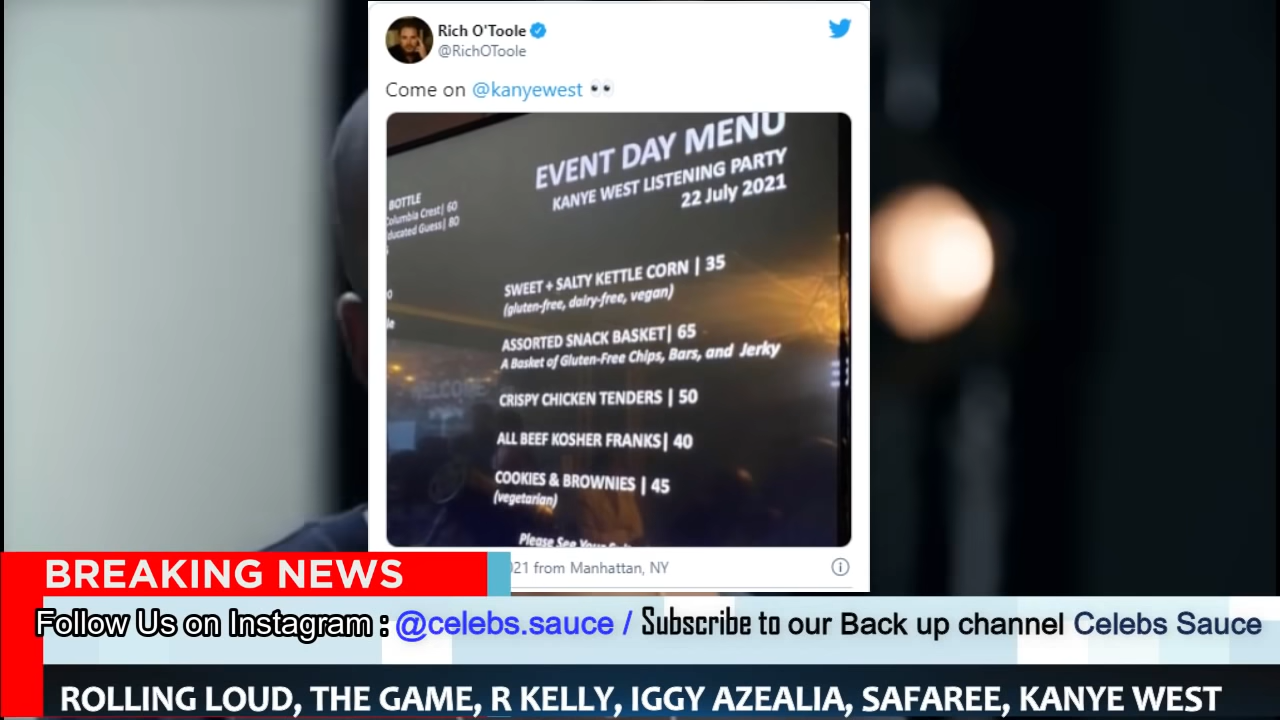 Rich O'Toole
@RichOToole
Come on @kanyewest 👀
EVENT DAY MENU
KANYE WEST LISTENING PARTY
22 July 2021
BOTTLE
Columbia Crest| 60
Educated Guess| 80
SWEET + SALTY KETTLE CORN | 35
(gluten-free, dairy-free, vegan)
ASSORTED SNACK BASKET| 65
A Basket of Gluten-Free Chips, Bars, and Jerky
CRISPY CHICKEN TENDERS | 50
ALL BEEF KOSHER FRANKS| 40
COOKIES & BROWNIES | 45
(vegetarian)
Please See Your
21 from Manhattan, NY
BREAKING NEWS
Follow Us on Instagram : @celebs.sauce / Subscribe to our Back up channel Celebs Sauce
ROLLING LOUD, THE GAME, R KELLY, IGGY AZEALIA, SAFAREE, KANYE WEST